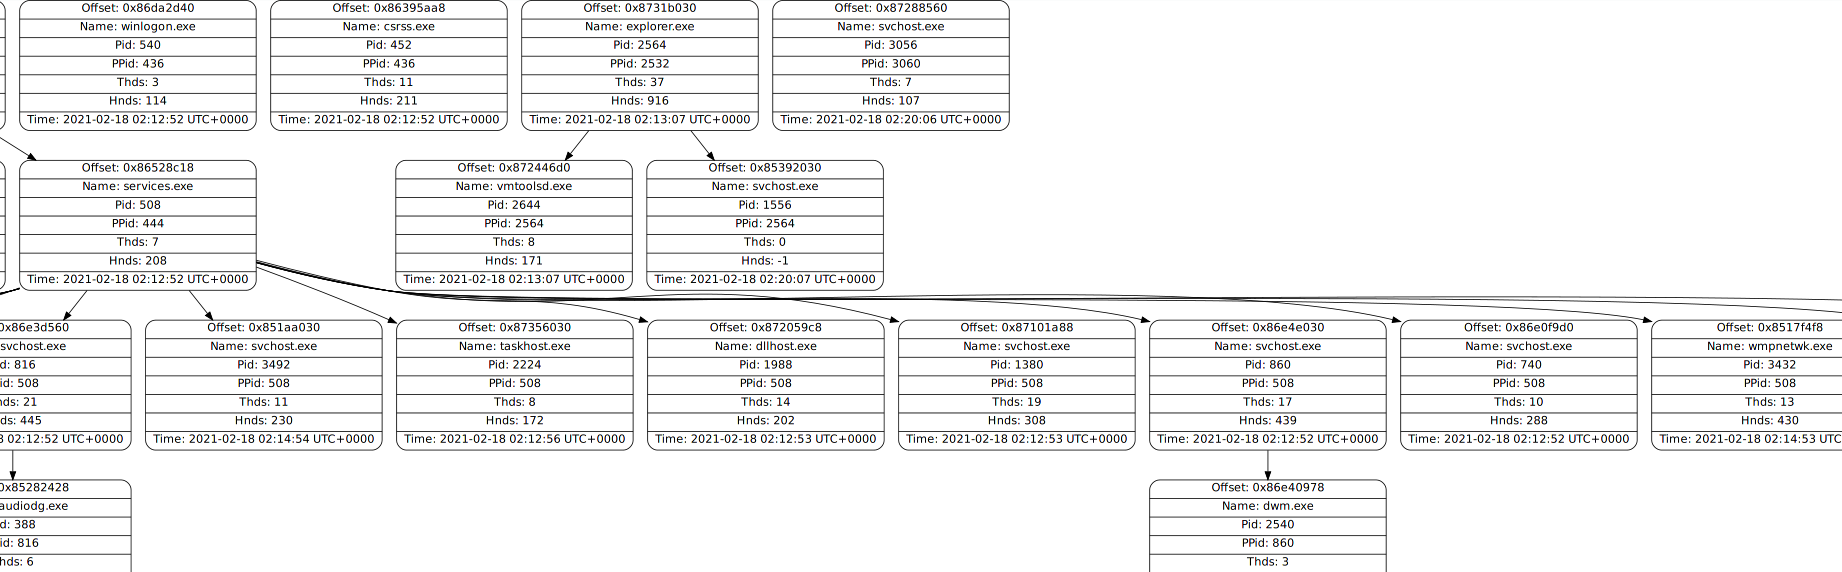 Offset: 0x86da2d40
Name: winlogon.exe
Pid: 540
PPid: 436
Thds: 3
Hnds: 114
Time: 2021-02-18 02:12:52 UTC+0000
Offset: 0x86395aa8
Name: csrss.exe
Pid: 452
PPid: 436
Thds: 11
Hnds: 211
Time: 2021-02-18 02:12:52 UTC+0000
Offset: 0x8731b030
Name: explorer.exe
Pid: 2564
PPid: 2532
Thds: 37
Hnds: 916
Time: 2021-02-18 02:13:07 UTC+0000
Offset: 0x87288560
Name: svchost.exe
Pid: 3056
PPid: 3060
Thds: 7
Hnds: 107
Time: 2021-02-18 02:20:06 UTC+0000
Offset: 0x86528c18
Name: services.exe
Pid: 508
PPid: 444
Thds: 7
Hnds: 208
Time: 2021-02-18 02:12:52 UTC+0000
Offset: 0x872446d0
Name: vmtoolsd.exe
Pid: 2644
PPid: 2564
Thds: 8
Hnds: 171
Time: 2021-02-18 02:13:07 UTC+0000
Offset: 0x85392030
Name: svchost.exe
Pid: 1556
PPid: 2564
Thds: 0
Hnds: -1
Time: 2021-02-18 02:20:07 UTC+0000
0x86e3d560
svchost.exe
d: 816
id: 508
ds: 21
ds: 445
8 02:12:52 UTC+0000
Offset: 0x851aa030
Name: svchost.exe
Pid: 3492
PPid: 508
Thds: 11
Hnds: 230
Time: 2021-02-18 02:14:54 UTC+0000
Offset: 0x87356030
Name: taskhost.exe
Pid: 2224
PPid: 508
Thds: 8
Hnds: 172
Time: 2021-02-18 02:12:56 UTC+0000
Offset: 0x872059c8
Name: dllhost.exe
Pid: 1988
PPid: 508
Thds: 14
Hnds: 202
Time: 2021-02-18 02:12:53 UTC+0000
Offset: 0x87101a88
Name: svchost.exe
Pid: 1380
PPid: 508
Thds: 19
Hnds: 308
Time: 2021-02-18 02:12:53 UTC+0000
Offset: 0x86e4e030
Name: svchost.exe
Pid: 860
PPid: 508
Thds: 17
Hnds: 439
Time: 2021-02-18 02:12:52 UTC+0000
Offset: 0x86e0f9d0
Name: svchost.exe
Pid: 740
PPid: 508
Thds: 10
Hnds: 288
Time: 2021-02-18 02:12:52 UTC+0000
Offset: 0x8517f4f8
Name: wmpnetwk.exe
Pid: 3432
PPid: 508
Thds: 13
Hnds: 430
Time: 2021-02-18 02:14:53 UTC
0x85282428
audiodg.exe
d: 388
id: 816
hds: 6
Offset: 0x86e40978
Name: dwm.exe
Pid: 2540
PPid: 860
Thds: 3